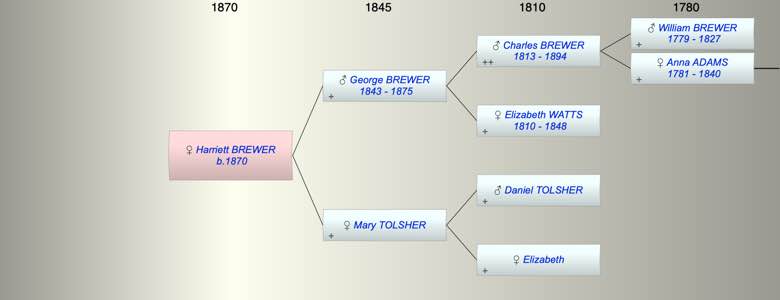 1870 1845 1810 1780
♂ William BREWER
1779 - 1827
+
♂ Charles BREWER
1813 - 1894
++
♀ Anna ADAMS
1781 - 1840
+
♂ George BREWER
1843 - 1875
+
♀ Elizabeth WATTS
1810 - 1848
+
♀ Harriett BREWER
b.1870
♂ Daniel TOLSHER
+
♀ Mary TOLSHER
+
♀ Elizabeth
+